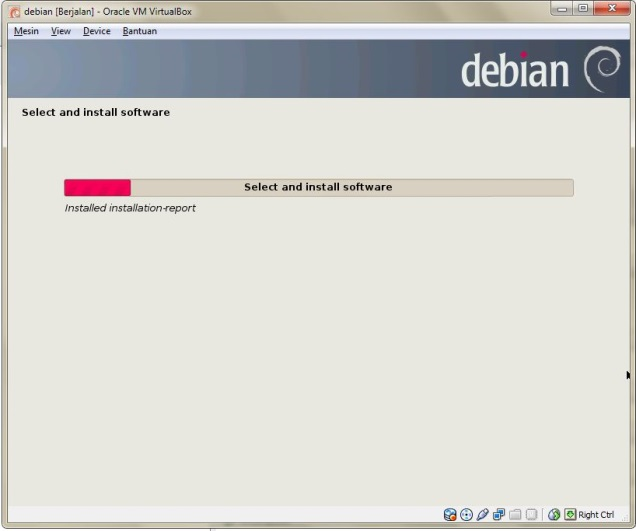 debian [Berjalan] - Oracle VM VirtualBox
Mesin View Device Bantuan
debian
Select and install software
Select and install software
Installed installation-report
Right Ctrl